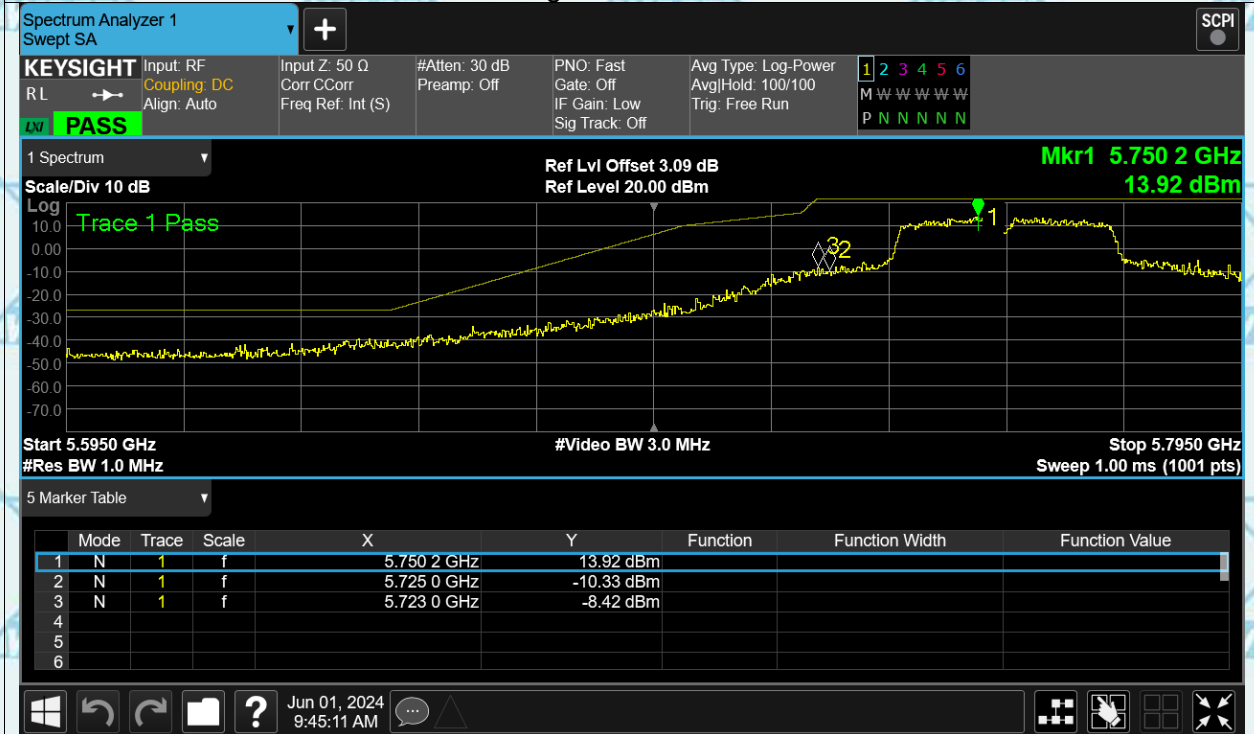 Spectrum Analyzer 1
Swept SA
SCPI
KEYSIGHT
R L
LXI PASS
Input: RF
Coupling: DC
Align: Auto
Input Z: 50 Ω
Corr CCorr
Freq Ref: Int (S)
#Atten: 30 dB
Preamp: Off
PNO: Fast
Gate: Off
IF Gain: Low
Sig Track: Off
Avg Type: Log-Power
Avg|Hold: 100/100
Trig: Free Run
1 2 3 4 5 6
M W W W W W
P N N N N N
1 Spectrum
Scale/Div 10 dB
Ref Lvl Offset 3.09 dB
Ref Level 20.00 dBm
Mkr1 5.750 2 GHz
13.92 dBm
Log
Trace 1 Pass
10.0
0.00
-10.0
-20.0
-30.0
-40.0
-50.0
-60.0
-70.0
3 2
1
Start 5.5950 GHz
#Res BW 1.0 MHz
#Video BW 3.0 MHz
Stop 5.7950 GHz
Sweep 1.00 ms (1001 pts)
5 Marker Table
Mode Trace Scale X Y Function Function Width Function Value
1 N 1 f 5.750 2 GHz 13.92 dBm
2 N 1 f 5.725 0 GHz -10.33 dBm
3 N 1 f 5.723 0 GHz -8.42 dBm
4
5
6
?
Jun 01, 2024
9:45:11 AM